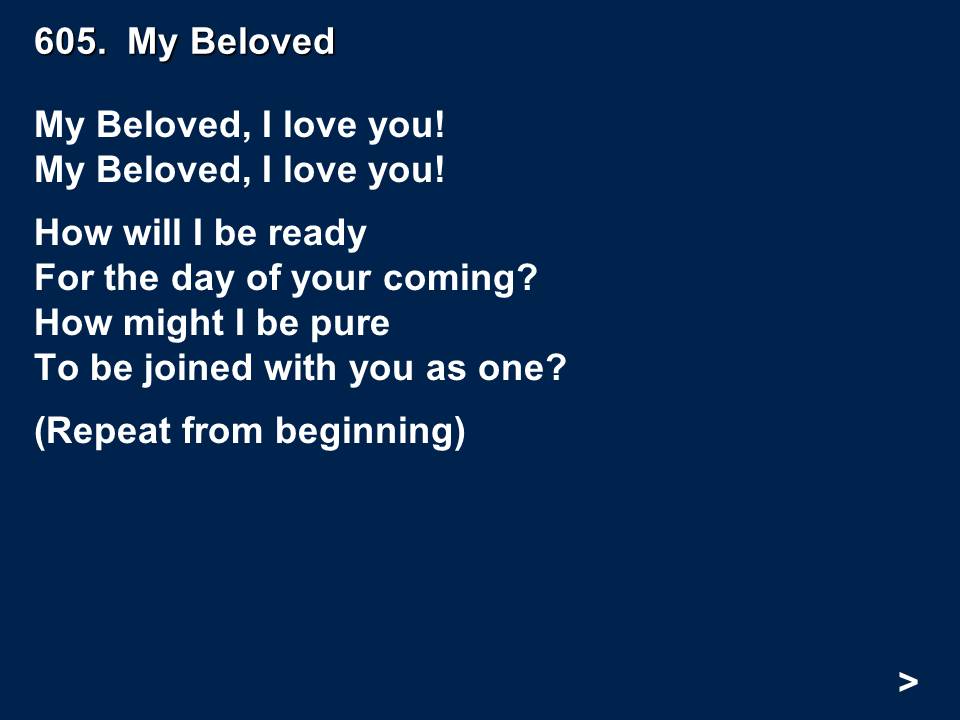 605. My Beloved
My Beloved, I love you!
My Beloved, I love you!
How will I be ready
For the day of your coming?
How might I be pure
To be joined with you as one?
(Repeat from beginning)
>